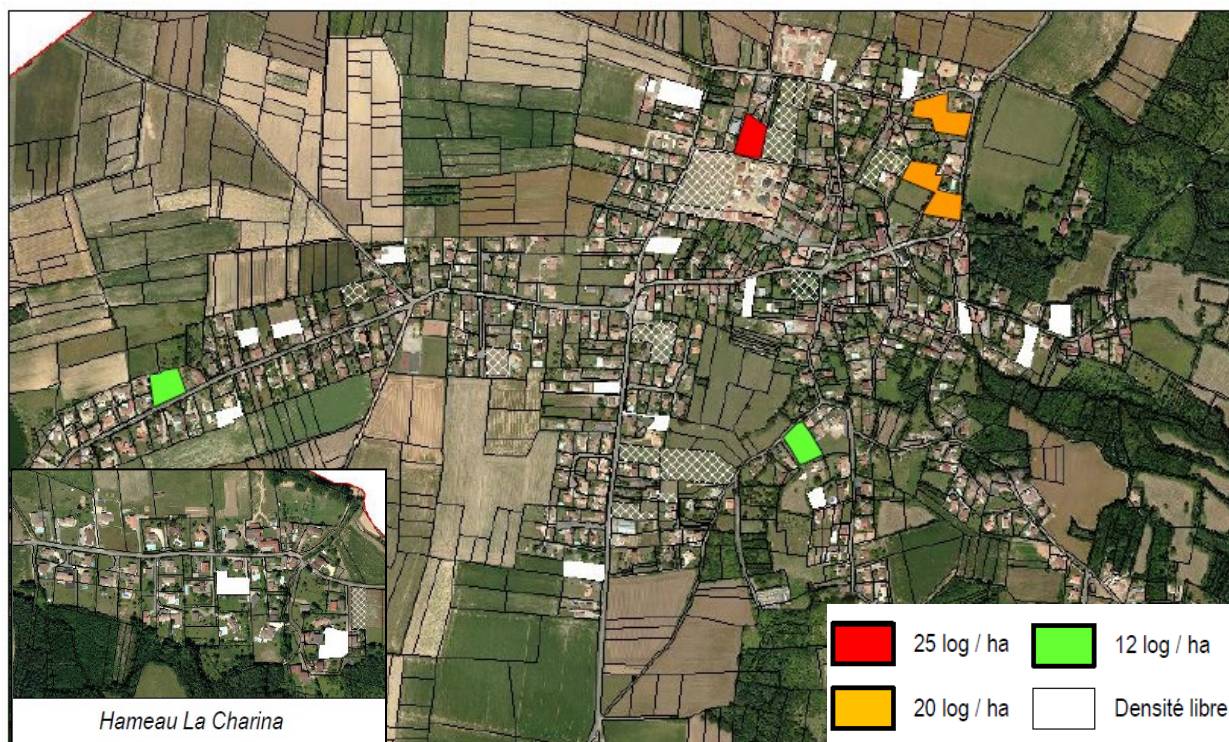 25 log / ha
12 log / ha
20 log / ha
Densité libre
Hameau La Charina